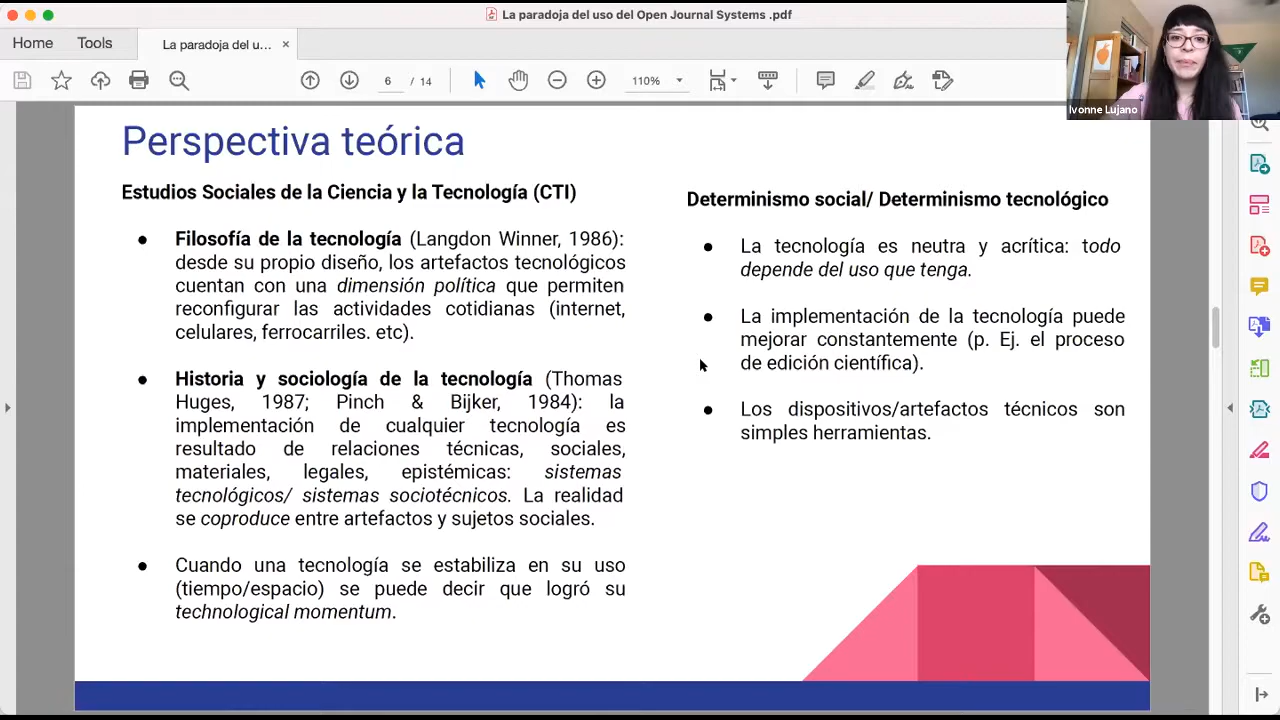 La paradoja del uso del Open Journal Systems .pdf
Home
Tools
La paradoja del u...
6 / 14
110%
Ivonne Lujano
Perspectiva teórica
Estudios Sociales de la Ciencia y la Tecnología (CTI)
Filosofía de la tecnología (Langdon Winner, 1986):
desde su propio diseño, los artefactos tecnológicos
cuentan con una dimensión política que permiten
reconfigurar las actividades cotidianas (internet,
celulares, ferrocarriles. etc).
Historia y sociología de la tecnología (Thomas
Huges, 1987; Pinch & Bijker, 1984): la
implementación de cualquier tecnología es
resultado de relaciones técnicas, sociales,
materiales, legales, epistémicas: sistemas
tecnológicos/ sistemas sociotécnicos. La realidad
se coproduce entre artefactos y sujetos sociales.
Cuando una tecnología se estabiliza en su uso
(tiempo/espacio) se puede decir que logró su
technological momentum.
Determinismo social/ Determinismo tecnológico
La tecnología es neutra y acrítica: todo
depende del uso que tenga.
La implementación de la tecnología puede
mejorar constantemente (p. Ej. el proceso
de edición científica).
Los dispositivos/artefactos técnicos son
simples herramientas.